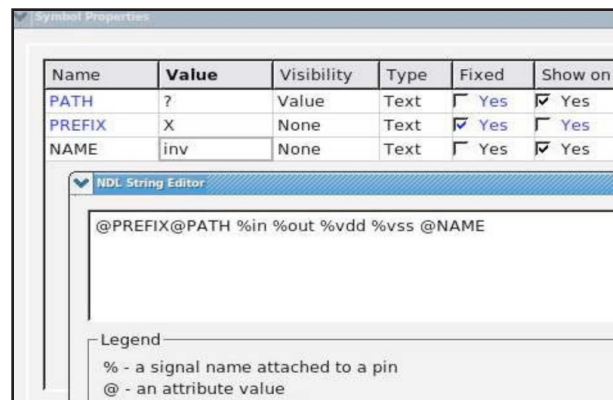 Symbol Properties
Name Value Visibility Type Fixed Show on
PATH ? Value Text Yes Yes
PREFIX X None Text Yes Yes
NAME inv None Text Yes Yes
NDL String Editor
@PREFIX@PATH %in %out %vdd %vss @NAME
Legend
% - a signal name attached to a pin
@ - an attribute value